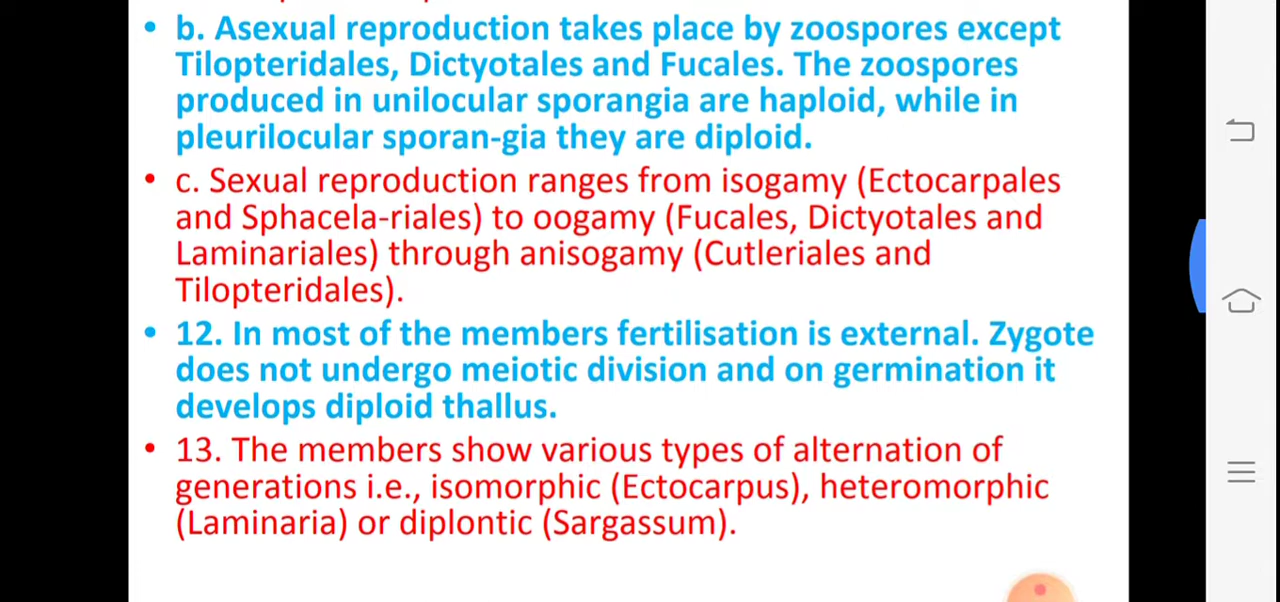 • b. Asexual reproduction takes place by zoospores except
Tilopteridales, Dictyotales and Fucales. The zoospores
produced in unilocular sporangia are haploid, while in
pleurilocular sporan-gia they are diploid.
• c. Sexual reproduction ranges from isogamy (Ectocarpales
and Sphacela-riales) to oogamy (Fucales, Dictyotales and
Laminariales) through anisogamy (Cutleriales and
Tilopteridales).
• 12. In most of the members fertilisation is external. Zygote
does not undergo meiotic division and on germination it
develops diploid thallus.
• 13. The members show various types of alternation of
generations i.e., isomorphic (Ectocarpus), heteromorphic
(Laminaria) or diplontic (Sargassum).